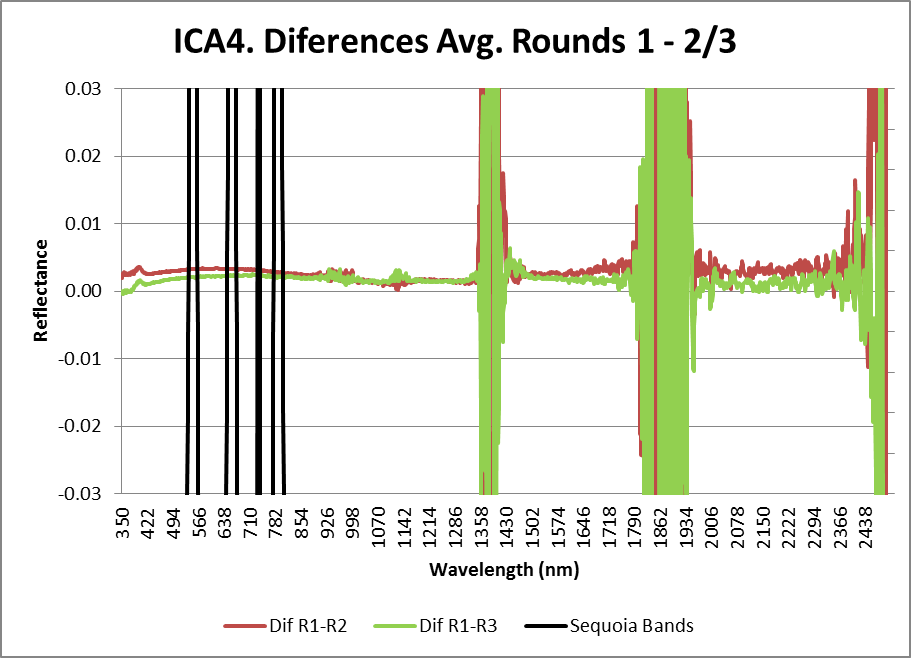 ICA4. Diferences Avg. Rounds 1 - 2/3
0.03
0.02
0.01
0.00
-0.01
-0.02
-0.03
Reflectance
350 422 494 566 638 710 782 854 926 998 1070 1142 1214 1286 1358 1430 1502 1574 1646 1718 1790 1862 1934 2006 2078 2150 2222 2294 2366 2438
Wavelength (nm)
Dif R1-R2 Dif R1-R3 Sequoia Bands